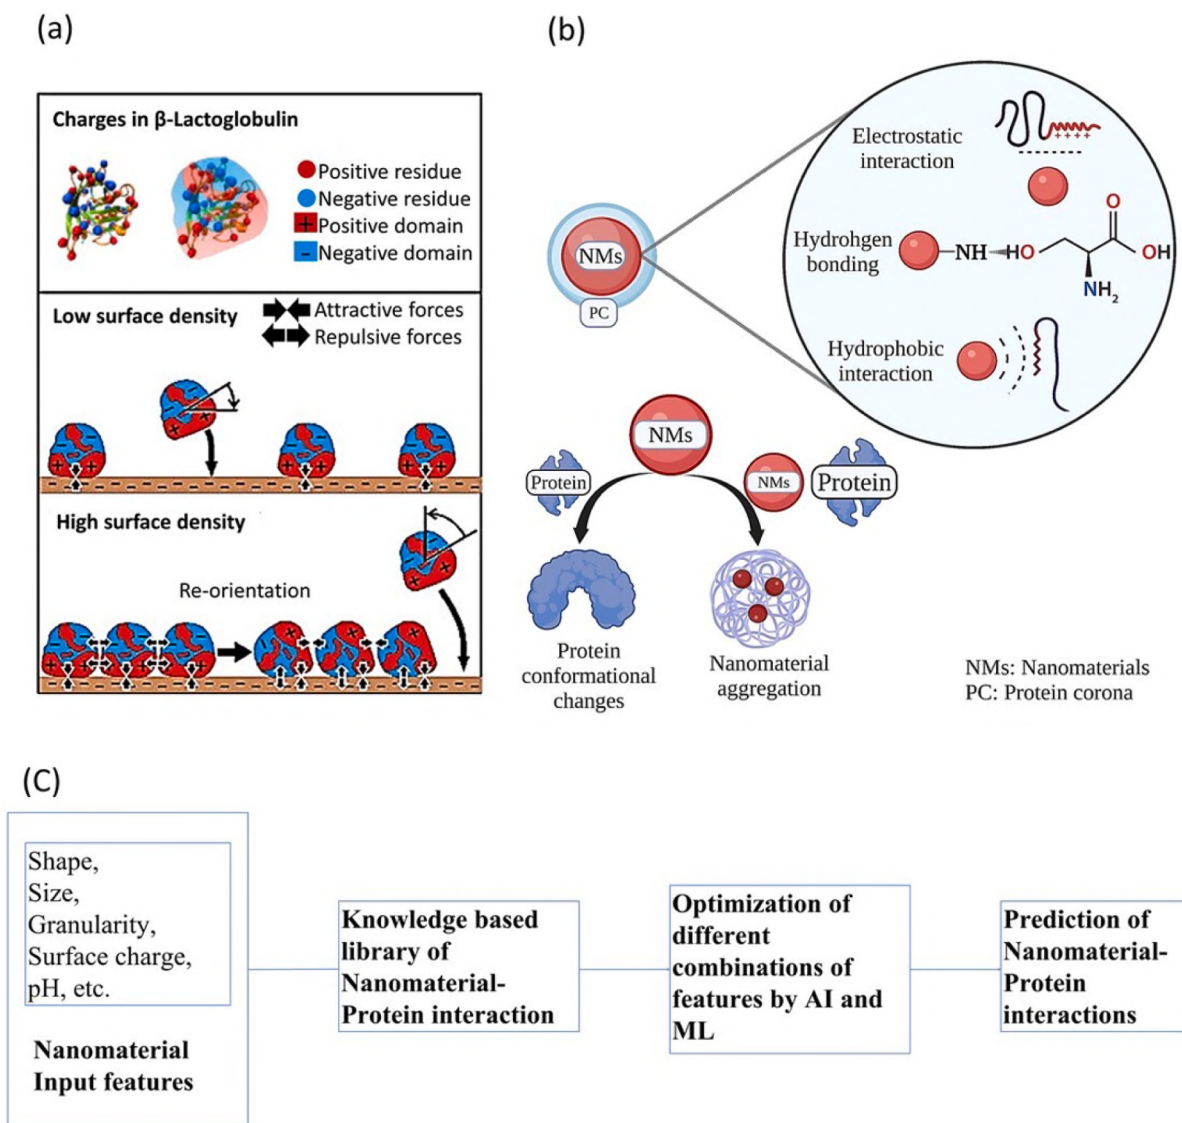 (a)
Charges in β-Lactoglobulin
Positive residue
Negative residue
+ Positive domain
- Negative domain
Low surface density
Attractive forces
Repulsive forces
High surface density
Re-orientation
(b)
NMs
PC
Electrostatic
interaction
++++
Hydrohgen
bonding
NH
HO
O
OH
NH2
Hydrophobic
interaction
NMs
Protein
NMs
Protein
Protein
conformational
changes
Nanomaterial
aggregation
NMs: Nanomaterials
PC: Protein corona
(C)
Shape,
Size,
Granularity,
Surface charge,
pH, etc.
Nanomaterial
Input features
Knowledge based
library of
Nanomaterial-
Protein interaction
Optimization of
different
combinations of
features by AI and
ML
Prediction of
Nanomaterial-
Protein
interactions